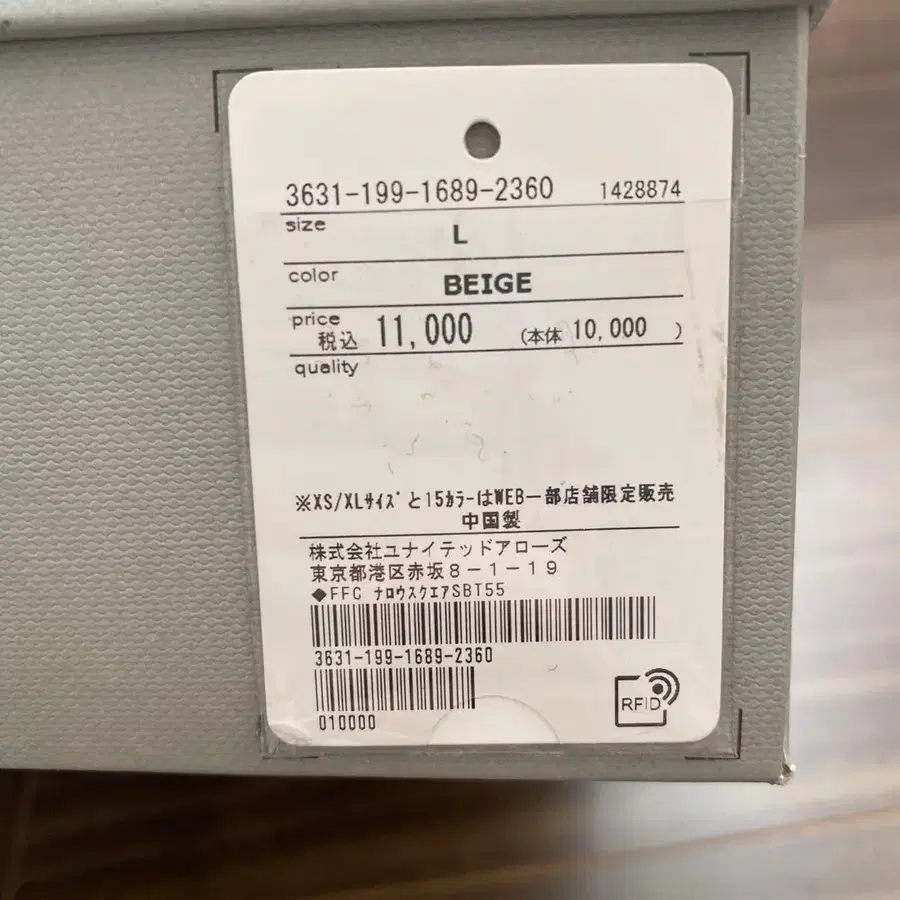 3631-199-1689-2360 1428874
size L
color BEIGE
price 税込 11,000 (本体 10,000 )
quality
※XS/XLｻｲｽﾞと15ｶﾗｰはWEB一部店舗限定販売
中国製
株式会社ユナイテッドアローズ
東京都港区赤坂８－１－１９
◆FFC ﾅﾛｳｽｸｴｱSBT55
3631-199-1689-2360
010000
RFID